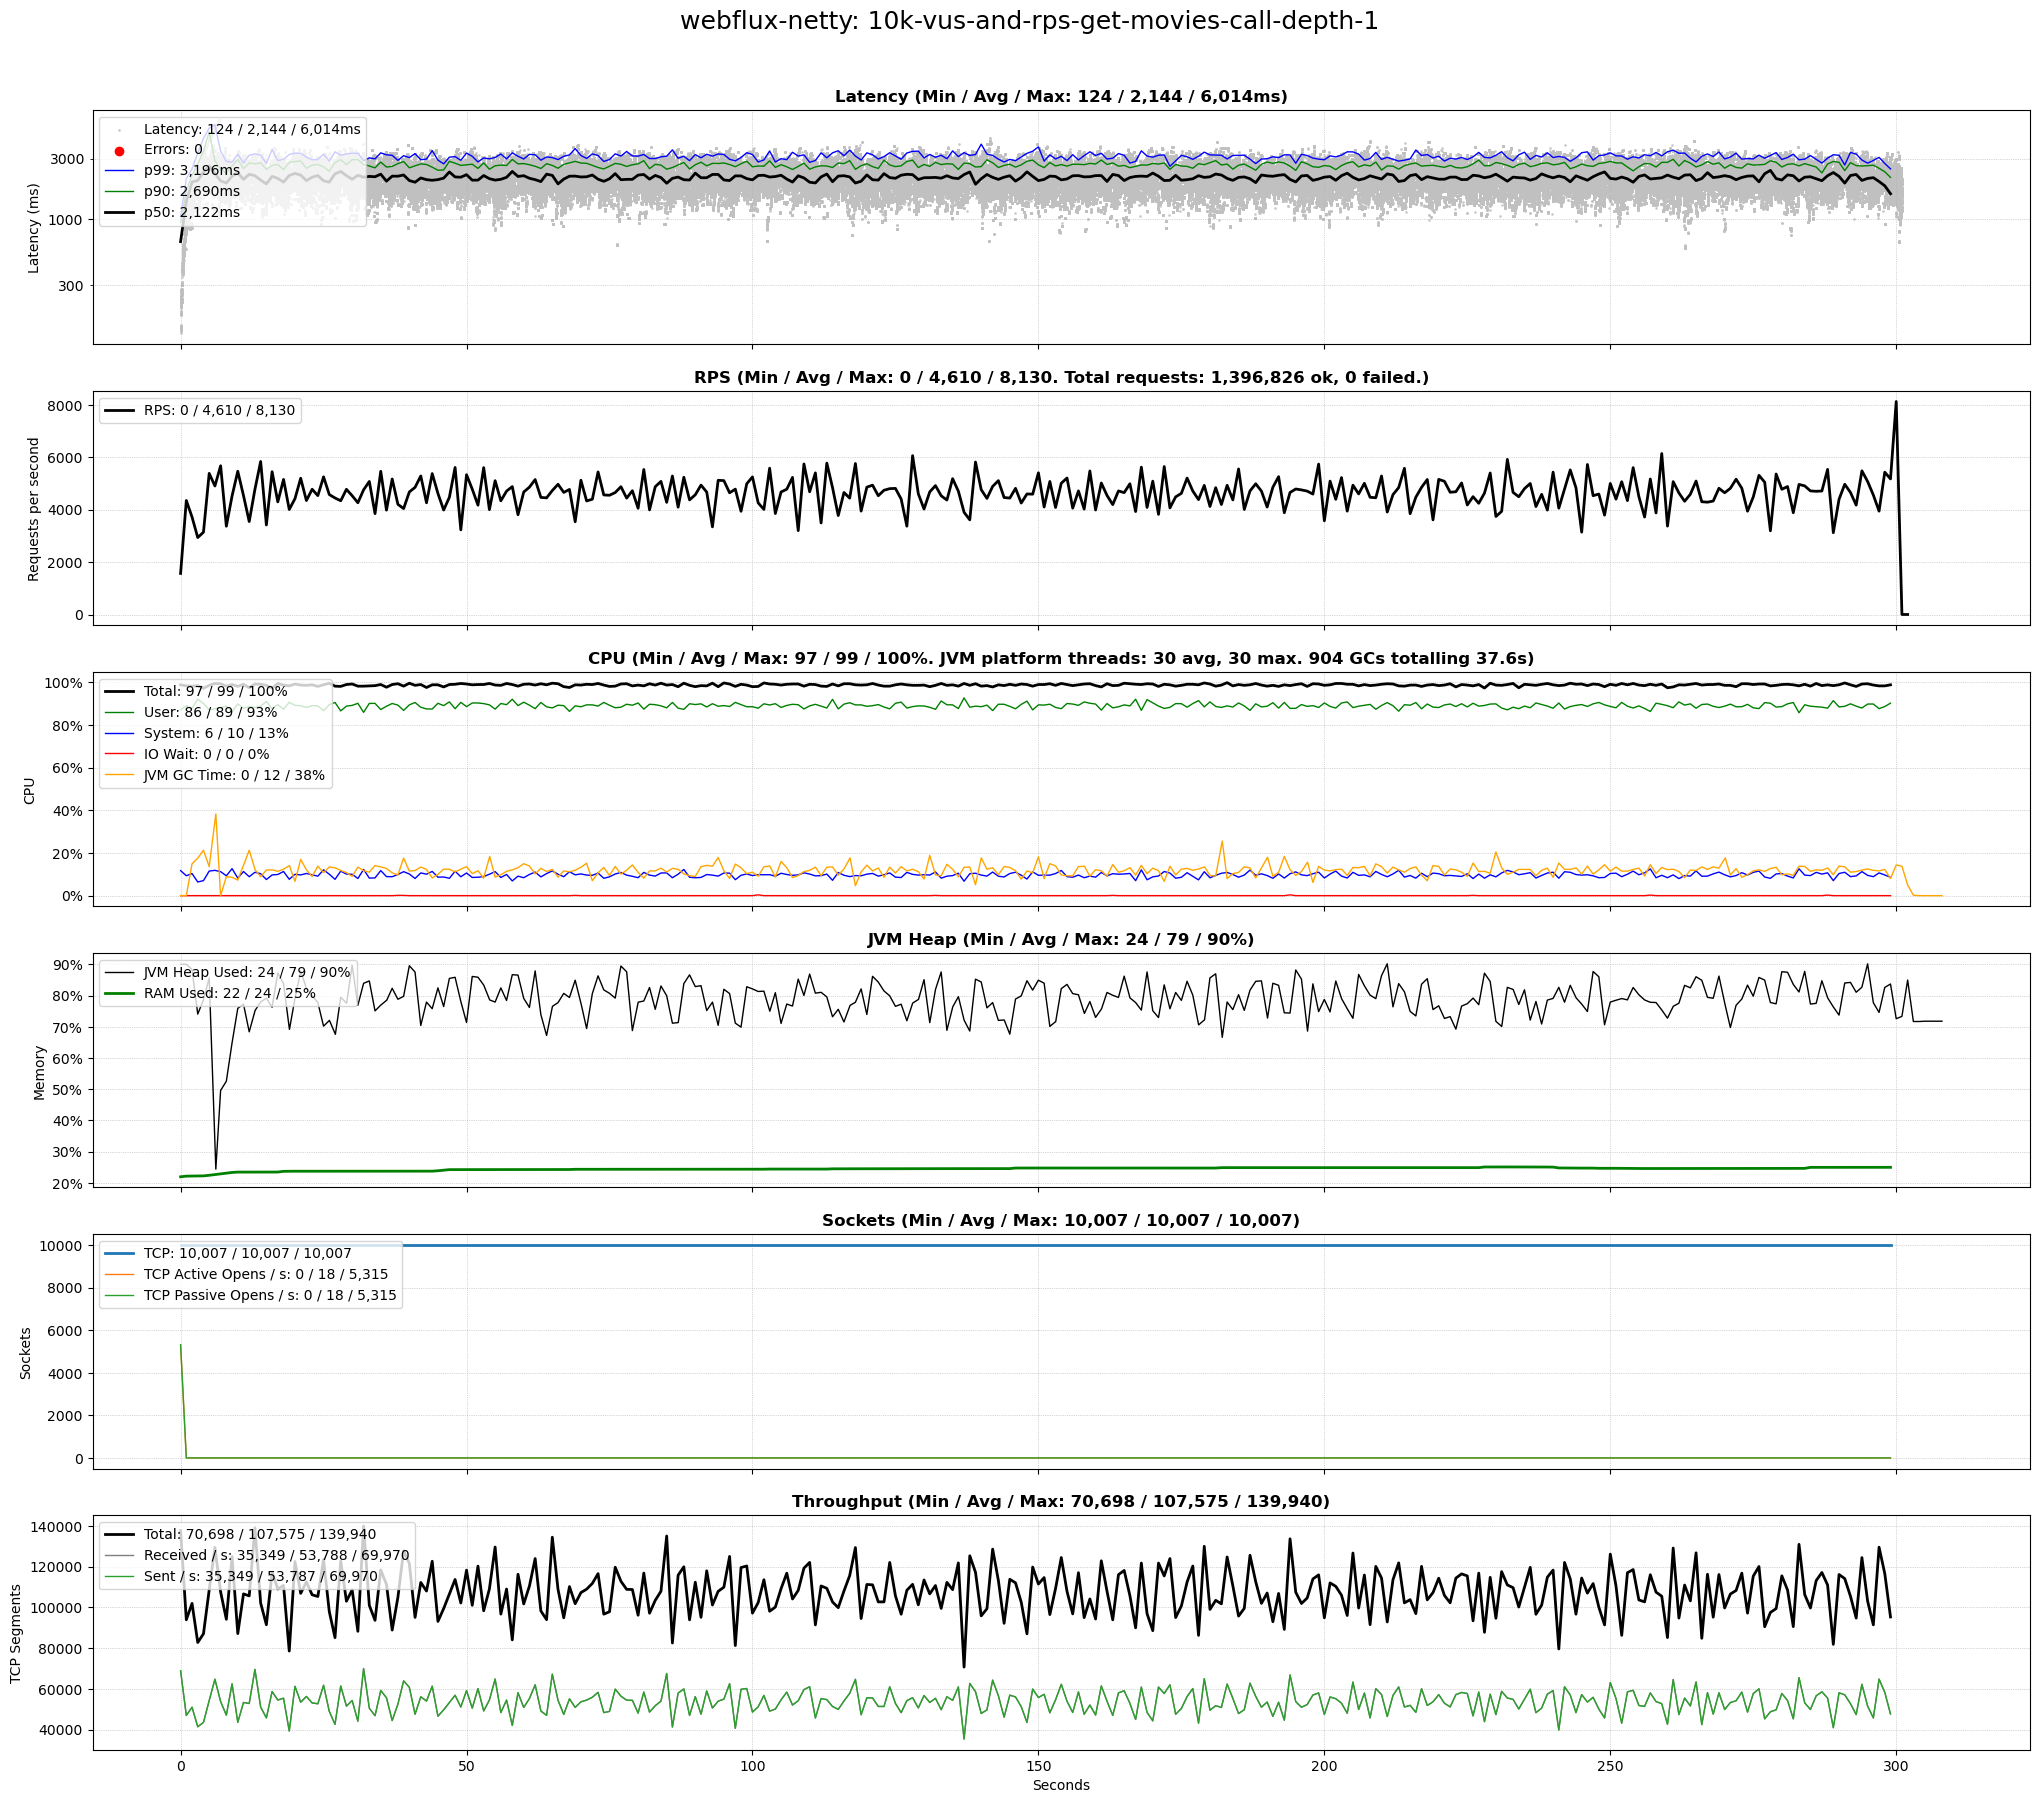 webflux-netty: 10k-vus-and-rps-get-movies-call-depth-1
Latency (Min / Avg / Max: 124 / 2,144 / 6,014ms)
Latency: 124 / 2,144 / 6,014ms
Errors: 0
p99: 3,196ms
p90: 2,690ms
p50: 2,122ms
3000
1000
300
Latency (ms)
RPS (Min / Avg / Max: 0 / 4,610 / 8,130. Total requests: 1,396,826 ok, 0 failed.)
RPS: 0 / 4,610 / 8,130
8000
6000
4000
2000
0
Requests per second
CPU (Min / Avg / Max: 97 / 99 / 100%. JVM platform threads: 30 avg, 30 max. 904 GCs totalling 37.6s)
Total: 97 / 99 / 100%
User: 86 / 89 / 93%
System: 6 / 10 / 13%
IO Wait: 0 / 0 / 0%
JVM GC Time: 0 / 12 / 38%
100%
80%
60%
40%
20%
0%
CPU
JVM Heap (Min / Avg / Max: 24 / 79 / 90%)
JVM Heap Used: 24 / 79 / 90%
RAM Used: 22 / 24 / 25%
90%
80%
70%
60%
50%
40%
30%
20%
Memory
Sockets (Min / Avg / Max: 10,007 / 10,007 / 10,007)
TCP: 10,007 / 10,007 / 10,007
TCP Active Opens / s: 0 / 18 / 5,315
TCP Passive Opens / s: 0 / 18 / 5,315
10000
8000
6000
4000
2000
0
Sockets
Throughput (Min / Avg / Max: 70,698 / 107,575 / 139,940)
Total: 70,698 / 107,575 / 139,940
Received / s: 35,349 / 53,788 / 69,970
Sent / s: 35,349 / 53,787 / 69,970
140000
120000
100000
80000
60000
40000
TCP Segments
0 50 100 150 200 250 300
Seconds